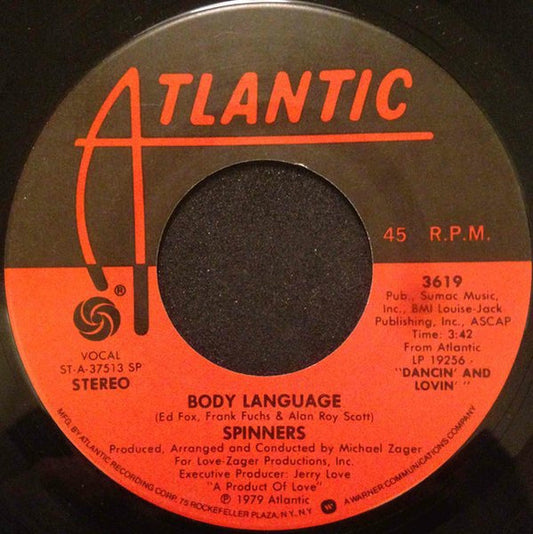 ATLANTIC
®
45 R.P.M.
3619
Pub., Sumac Music,
Inc., BMI Louise-Jack
Publishing, Inc., ASCAP
Time: 3:42
From Atlantic
LP 19256 -
"DANCIN' AND
LOVIN' "
VOCAL
ST-A-37513 SP
STEREO
BODY LANGUAGE
(Ed Fox, Frank Fuchs & Alan Roy Scott)
SPINNERS
Produced, Arranged and Conducted by Michael Zager
For Love-Zager Productions, Inc.
Executive Producer: Jerry Love
"A Product Of Love"
℗ 1979 Atlantic
MFG. BY ATLANTIC RECORDING CORP. 75 ROCKEFELLER PLAZA, N.Y., N.Y. W A WARNER COMMUNICATIONS COMPANY